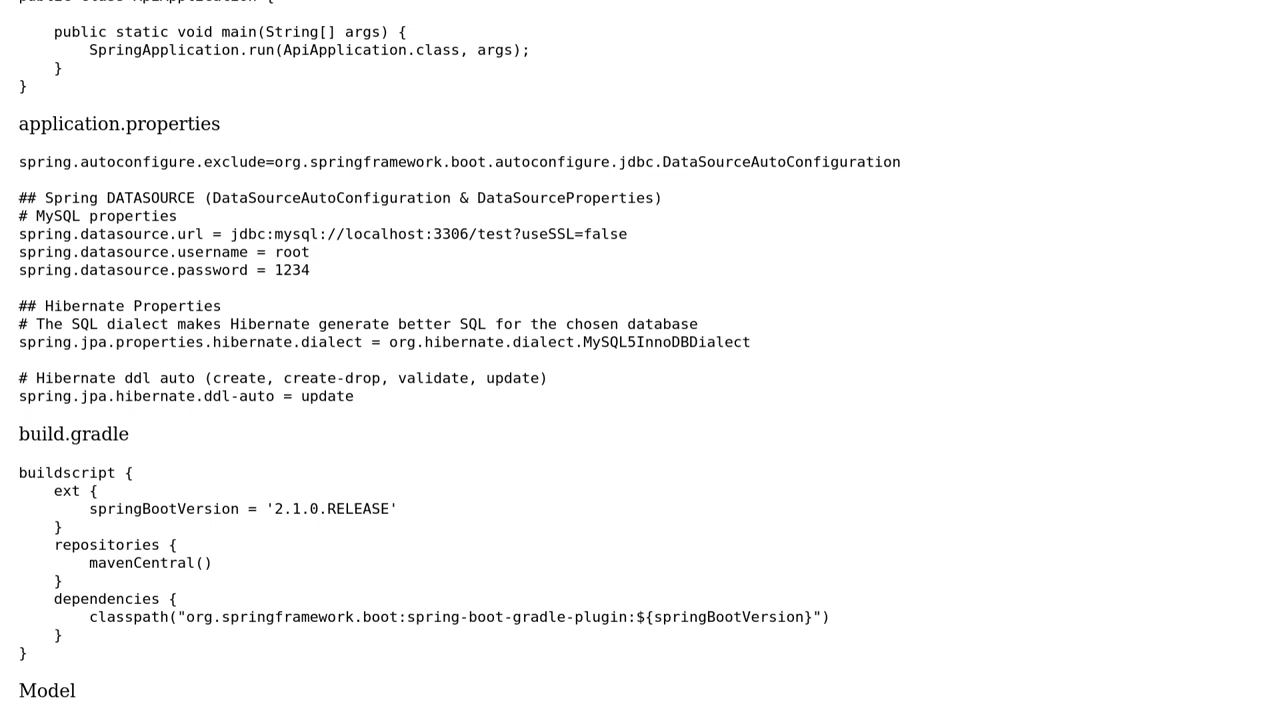 public class ApiApplication {
public static void main(String[] args) {
SpringApplication.run(ApiApplication.class, args);
}
}
application.properties
spring.autoconfigure.exclude=org.springframework.boot.autoconfigure.jdbc.DataSourceAutoConfiguration
## Spring DATASOURCE (DataSourceAutoConfiguration & DataSourceProperties)
# MySQL properties
spring.datasource.url = jdbc:mysql://localhost:3306/test?useSSL=false
spring.datasource.username = root
spring.datasource.password = 1234
## Hibernate Properties
# The SQL dialect makes Hibernate generate better SQL for the chosen database
spring.jpa.properties.hibernate.dialect = org.hibernate.dialect.MySQL5InnoDBDialect
# Hibernate ddl auto (create, create-drop, validate, update)
spring.jpa.hibernate.ddl-auto = update
build.gradle
buildscript {
ext {
springBootVersion = '2.1.0.RELEASE'
}
repositories {
mavenCentral()
}
dependencies {
classpath("org.springframework.boot:spring-boot-gradle-plugin:${springBootVersion}")
}
}
Model